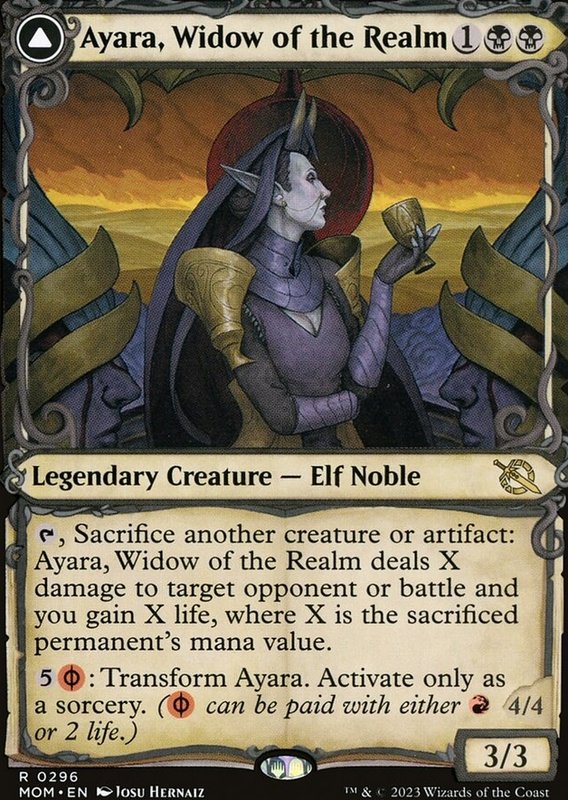 Ayara, Widow of the Realm 1
Legendary Creature — Elf Noble
, Sacrifice another creature or artifact:
Ayara, Widow of the Realm deals X
damage to target opponent or battle and
you gain X life, where X is the sacrificed
permanent's mana value.
5 : Transform Ayara. Activate only as
a sorcery. ( can be paid with either
or 2 life.)
4/4
3/3
R 0296
MOM • EN Josu Hernaiz
™ & © 2023 Wizards of the Coast